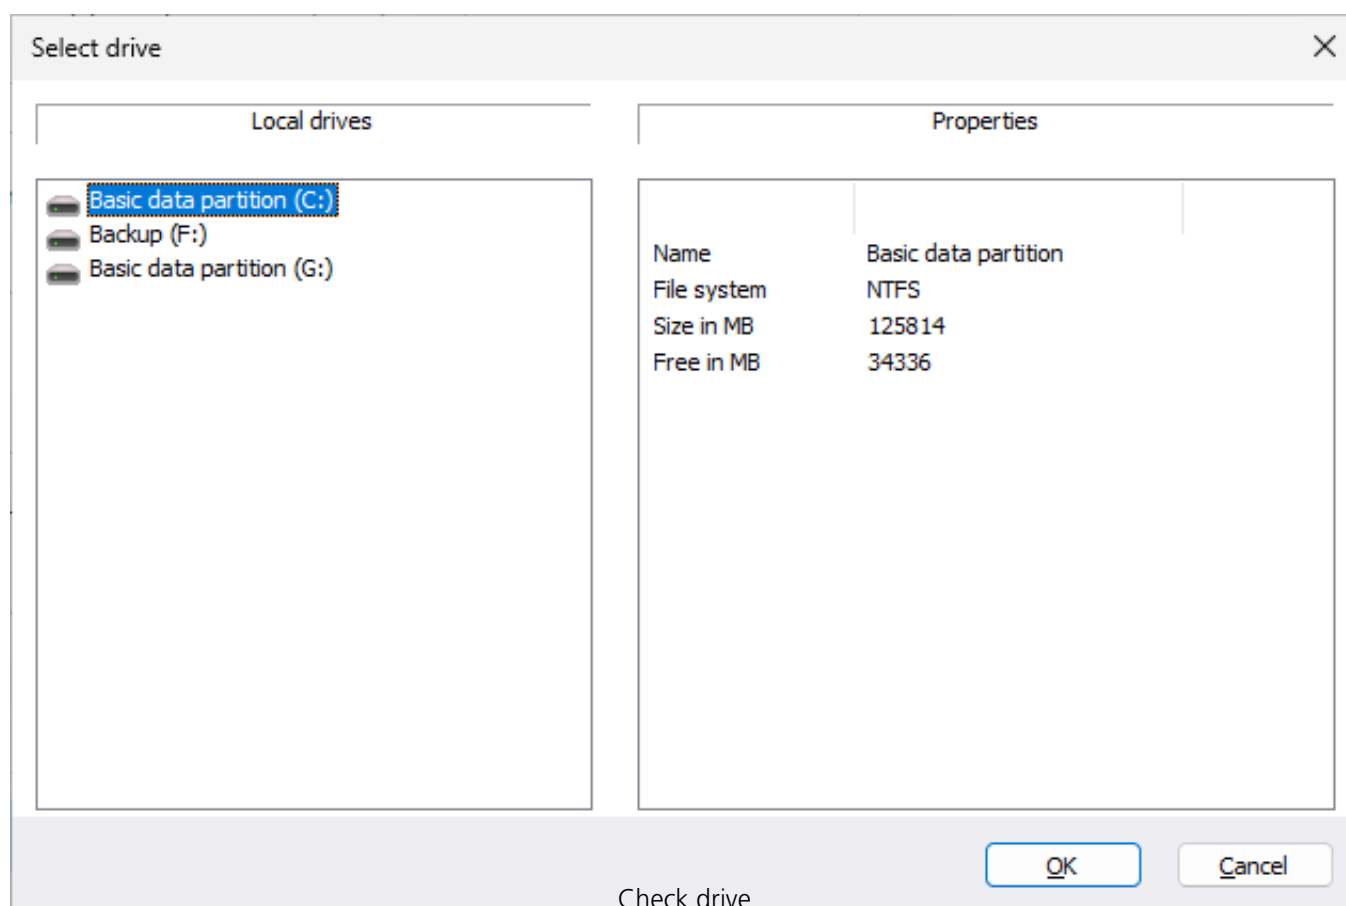 Select drive
Local drives
Properties
Basic data partition (C:)
Backup (F:)
Basic data partition (G:)
Name Basic data partition
File system NTFS
Size in MB 125814
Free in MB 34336
OK Cancel
Check drive